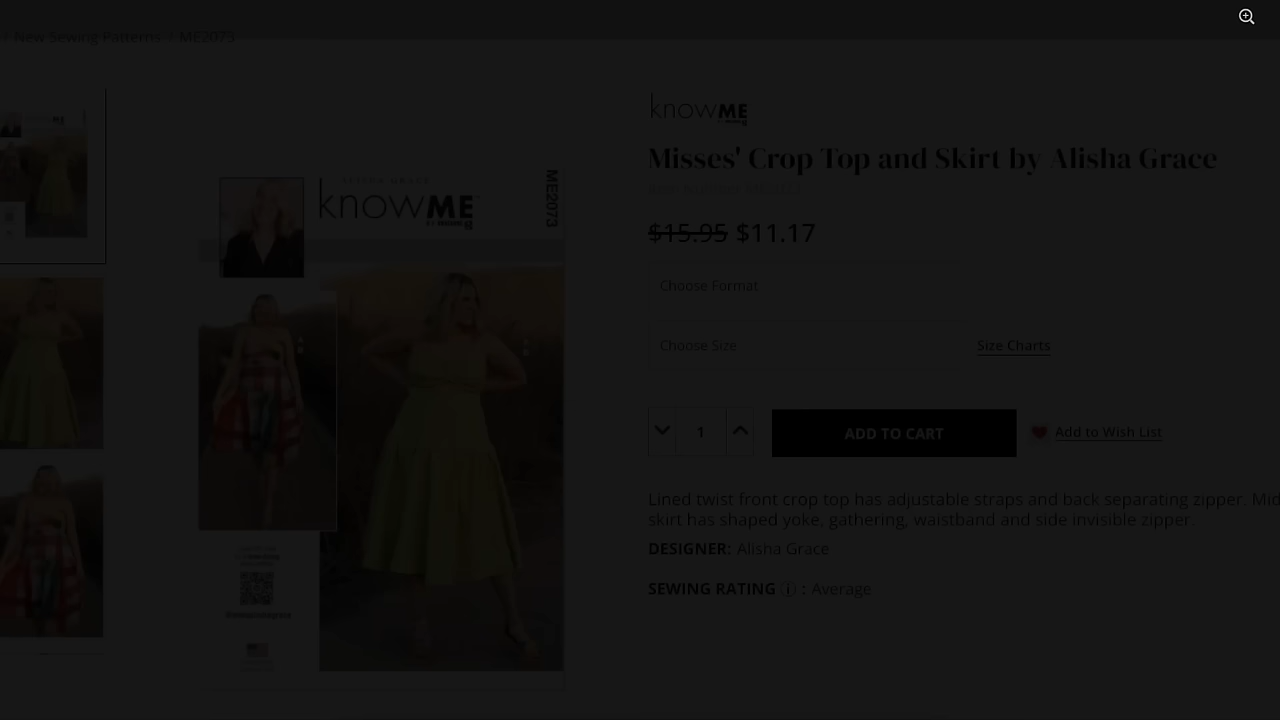 New Sewing Patterns ME2073
knowME
Misses' Crop Top and Skirt by Alisha Grace
$15.95 $11.17
Choose Format
Choose Size
Size Charts
1
ADD TO CART
Add to Wish List
Lined twist front crop top has adjustable straps and back separating zipper.
skirt has shaped yoke, gathering, waistband and side invisible zipper.
DESIGNER: Alisha Grace
SEWING RATING ⓘ : Average
ALISHA GRACE
knowME
ME2073